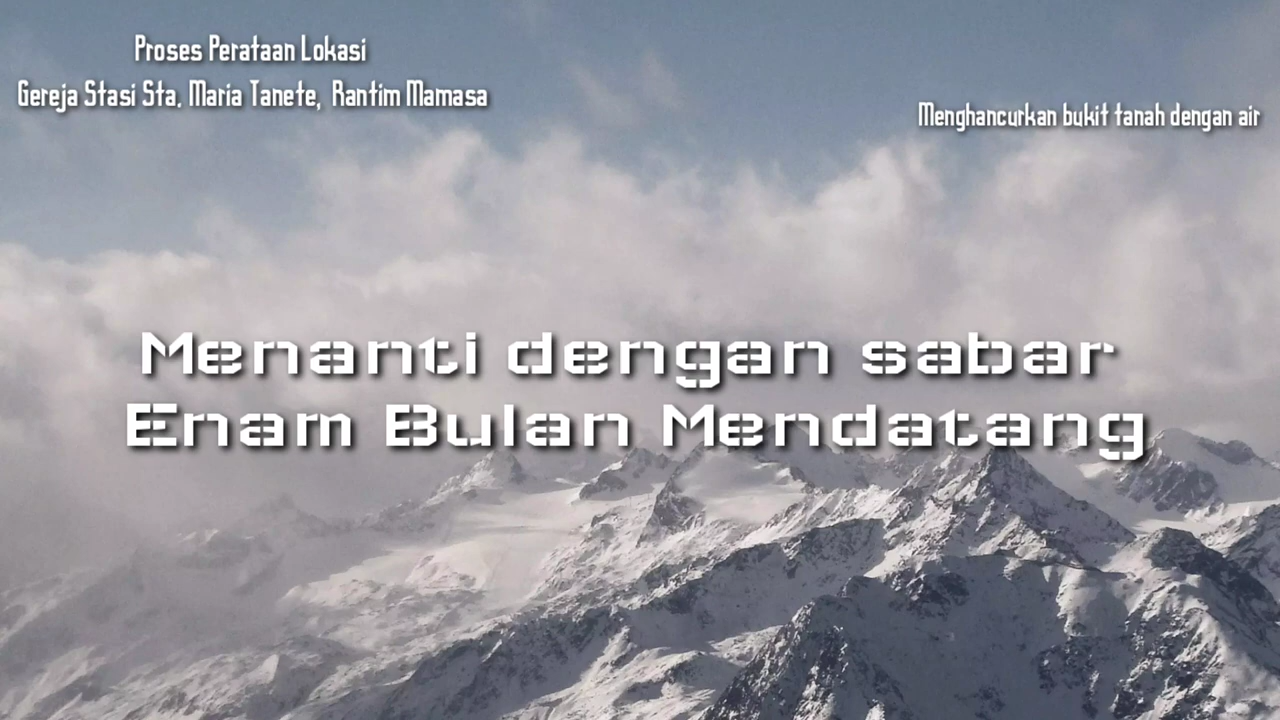 Proses Perataan Lokasi
Gereja Stasi Sta. Maria Tanete, Rantim Mamasa
Menghancurkan bukit tanah dengan air
Menanti dengan sabar
Enam Bulan Mendatang